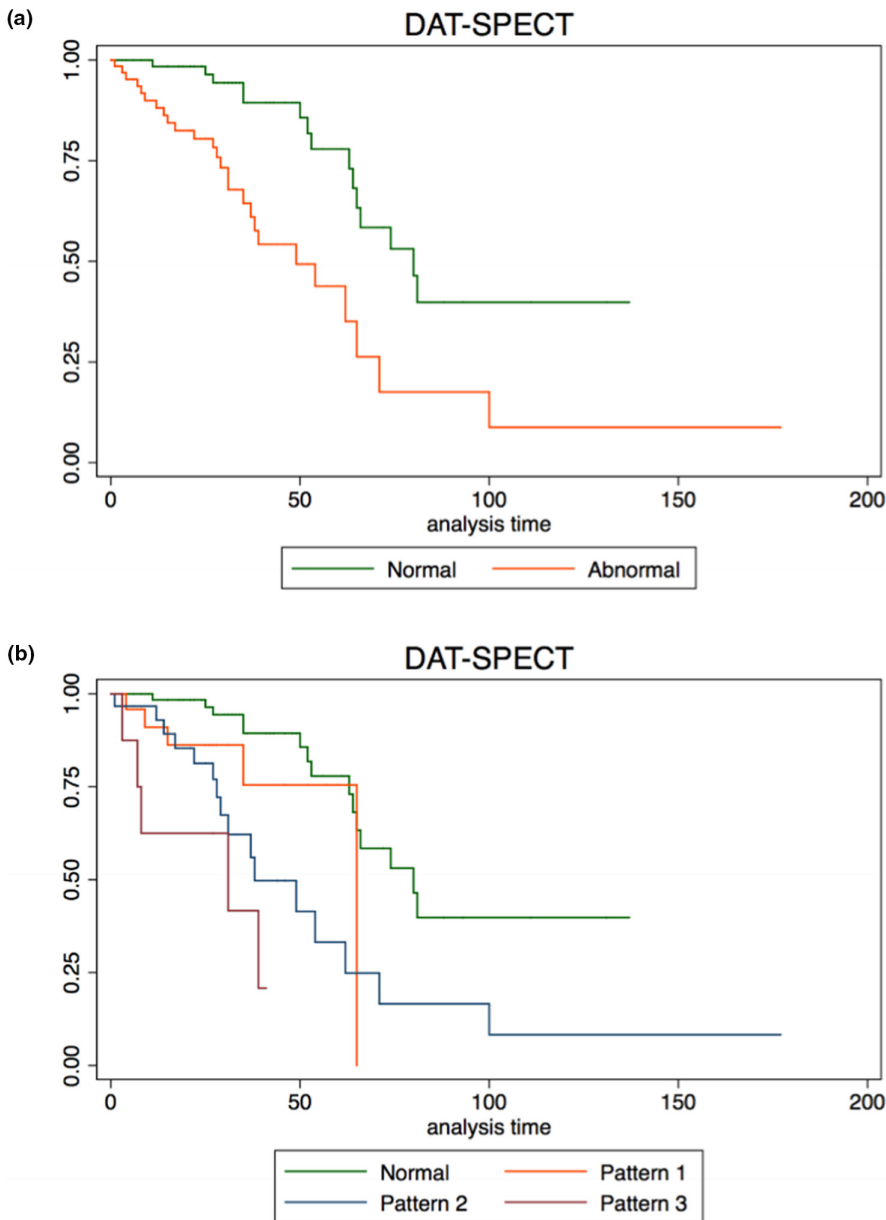 (a)
DAT-SPECT
1.00
0.75
0.50
0.25
0.00
0 50 100 150 200
analysis time
Normal Abnormal
(b)
DAT-SPECT
1.00
0.75
0.50
0.25
0.00
0 50 100 150 200
analysis time
Normal Pattern 1
Pattern 2 Pattern 3